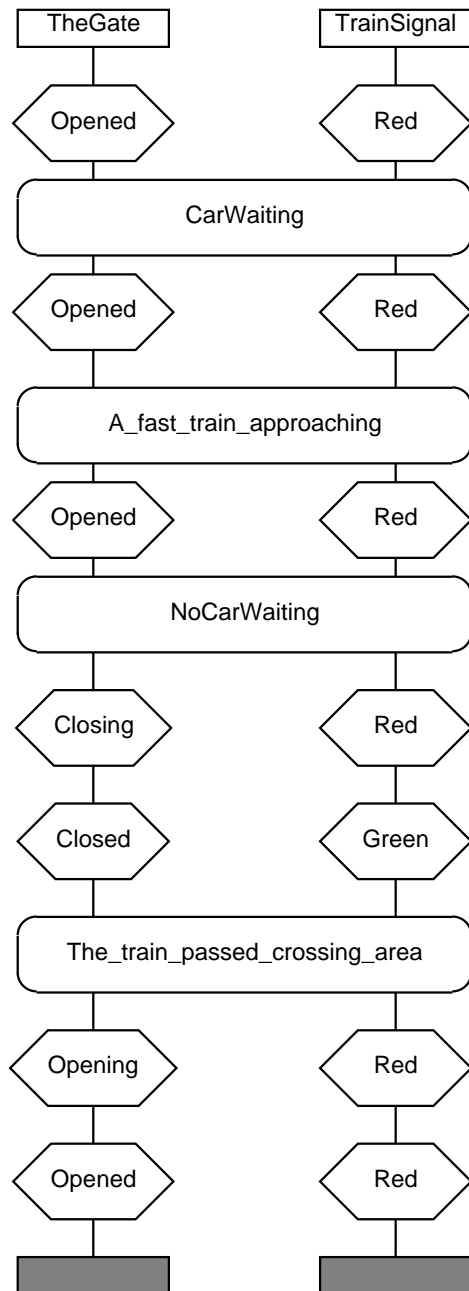 TheGate TrainSignal
Opened Red
CarWaiting
Opened Red
A_fast_train_approaching
Opened Red
NoCarWaiting
Closing Red
Closed Green
The_train_passed_crossing_area
Opening Red
Opened Red